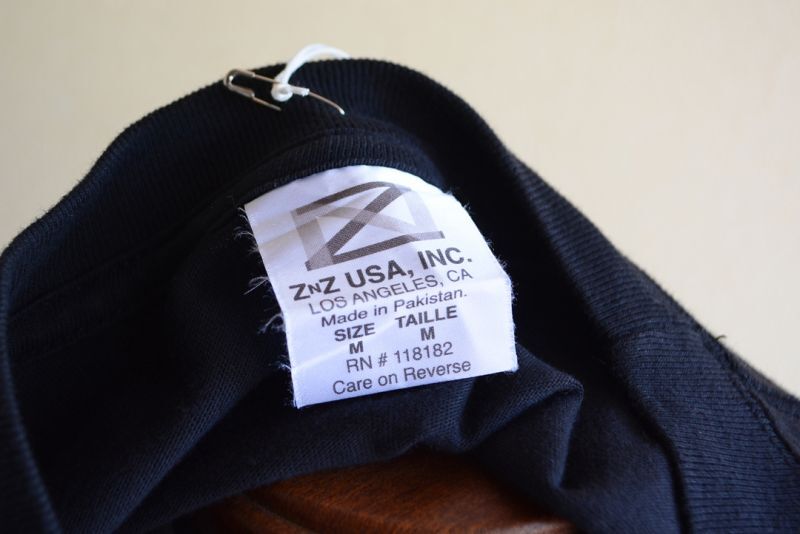 ZNZ USA, INC.
LOS ANGELES, CA
Made in Pakistan.
SIZE TAILLE
M M
RN # 118182
Care on Reverse